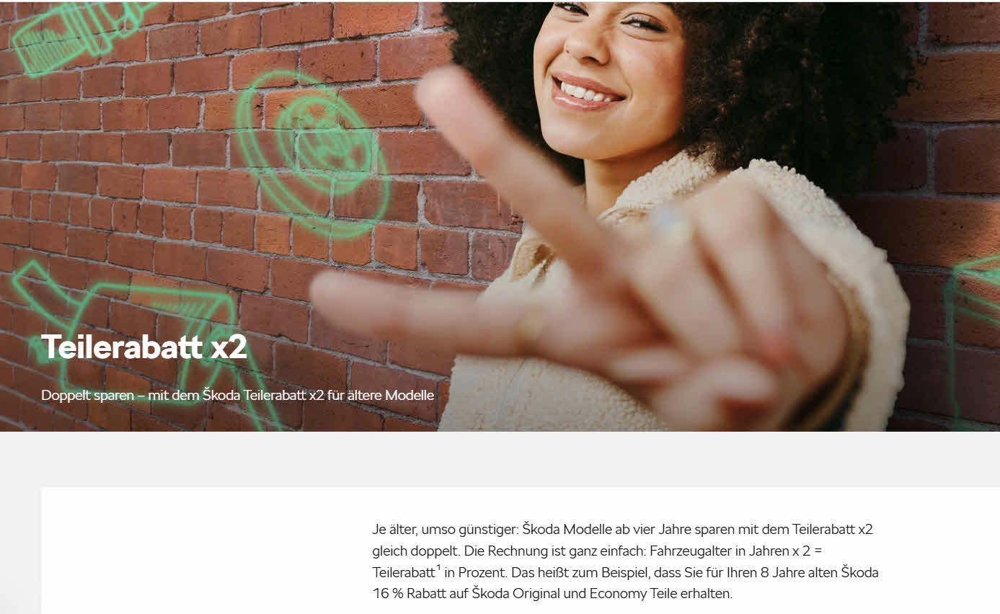 Teilerabatt x2
Doppelt sparen – mit dem Škoda Teilerabatt x2 für ältere Modelle
Je älter, umso günstiger: Škoda Modelle ab vier Jahre sparen mit dem Teilerabatt x2
gleich doppelt. Die Rechnung ist ganz einfach: Fahrzeugalter in Jahren x 2 =
Teilerabatt¹ in Prozent. Das heißt zum Beispiel, dass Sie für Ihren 8 Jahre alten Škoda
16 % Rabatt auf Škoda Original und Economy Teile erhalten.